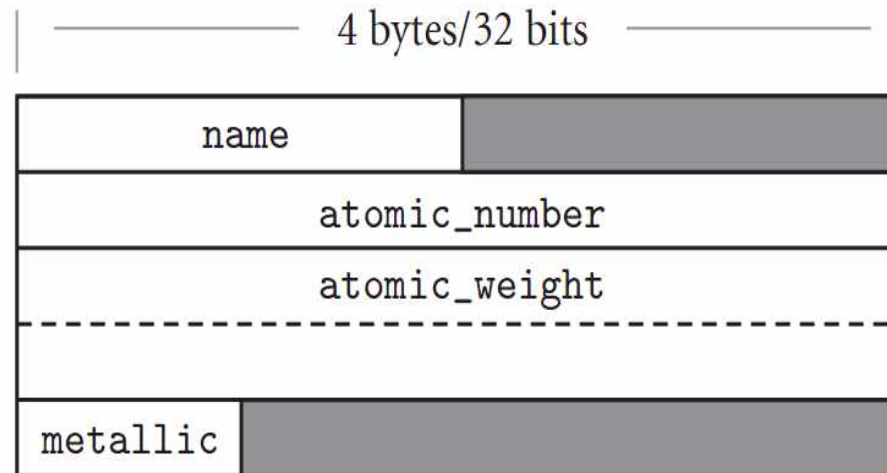 4 bytes/32 bits
name
atomic_number
atomic_weight
metallic